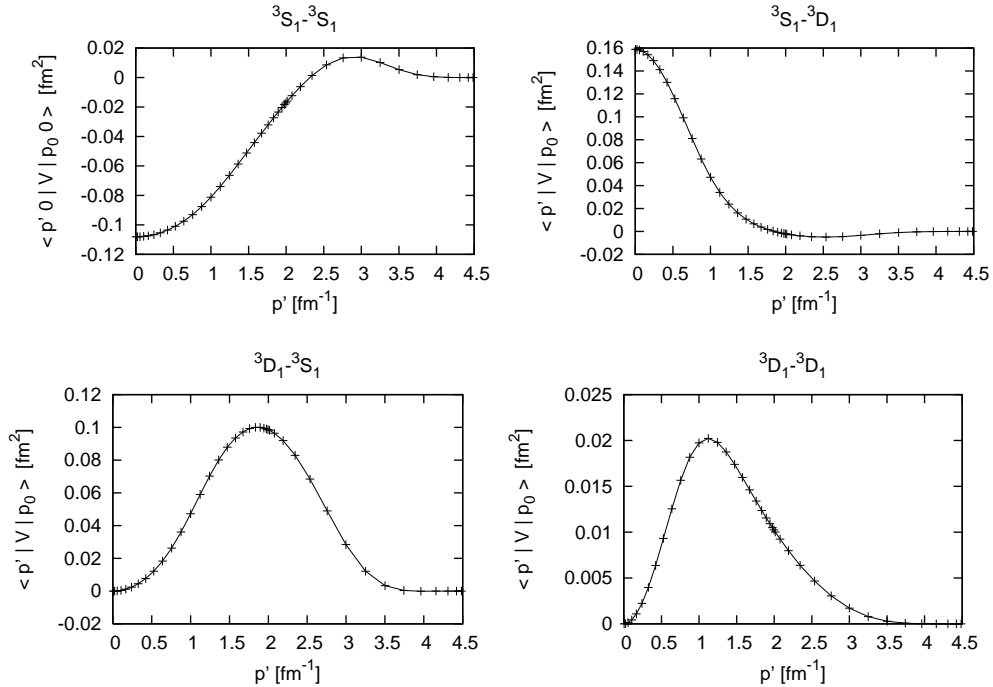 ³S₁-³S₁
< p' 0 | V | p₀ 0 > [fm²]
0.02
0
-0.02
-0.04
-0.06
-0.08
-0.1
-0.12
0 0.5 1 1.5 2 2.5 3 3.5 4 4.5
p' [fm⁻¹]
³S₁-³D₁
< p' | V | p₀ > [fm²]
0.16
0.14
0.12
0.1
0.08
0.06
0.04
0.02
0
-0.02
0 0.5 1 1.5 2 2.5 3 3.5 4 4.5
p' [fm⁻¹]
³D₁-³S₁
< p' | V | p₀ > [fm²]
0.12
0.1
0.08
0.06
0.04
0.02
0
-0.02
0 0.5 1 1.5 2 2.5 3 3.5 4 4.5
p' [fm⁻¹]
³D₁-³D₁
< p' | V | p₀ > [fm²]
0.025
0.02
0.015
0.01
0.005
0
0 0.5 1 1.5 2 2.5 3 3.5 4 4.5
p' [fm⁻¹]